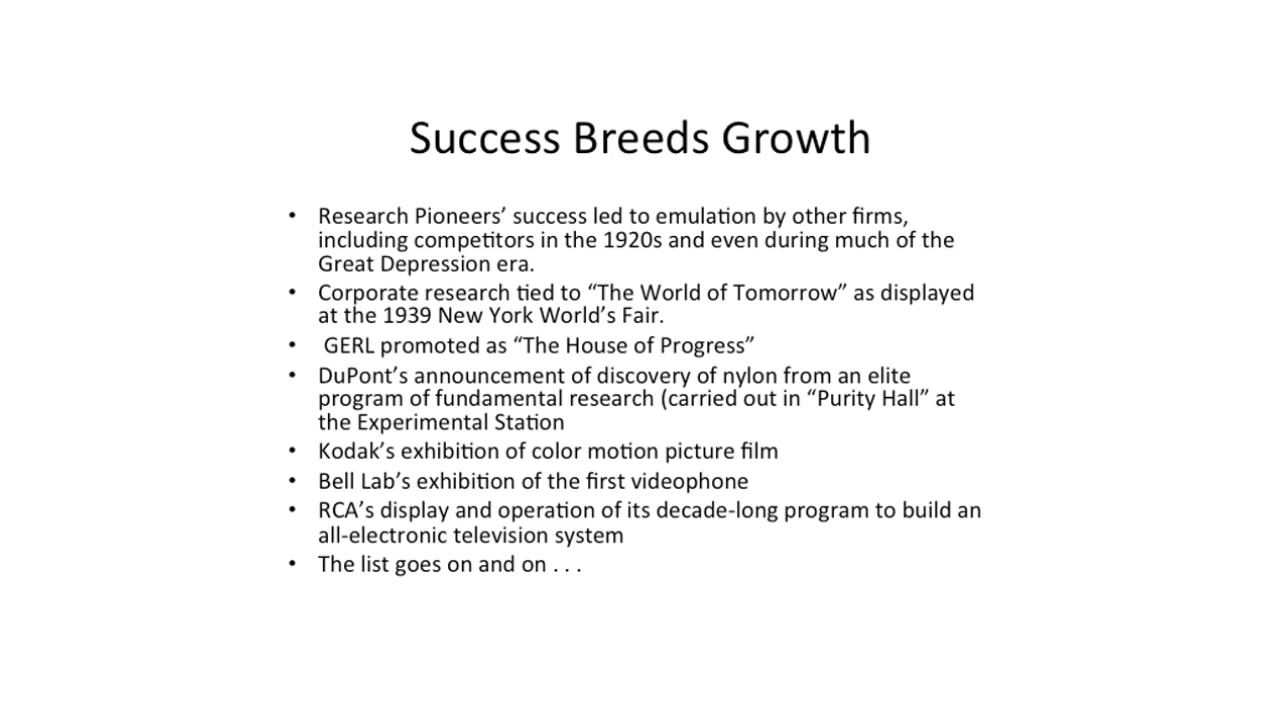 Success Breeds Growth
• Research Pioneers’ success led to emulation by other firms,
including competitors in the 1920s and even during much of the
Great Depression era.
• Corporate research tied to “The World of Tomorrow” as displayed
at the 1939 New York World’s Fair.
• GERL promoted as “The House of Progress”
• DuPont’s announcement of discovery of nylon from an elite
program of fundamental research (carried out in “Purity Hall” at
the Experimental Station
• Kodak’s exhibition of color motion picture film
• Bell Lab’s exhibition of the first videophone
• RCA’s display and operation of its decade-long program to build an
all-electronic television system
• The list goes on and on . . .